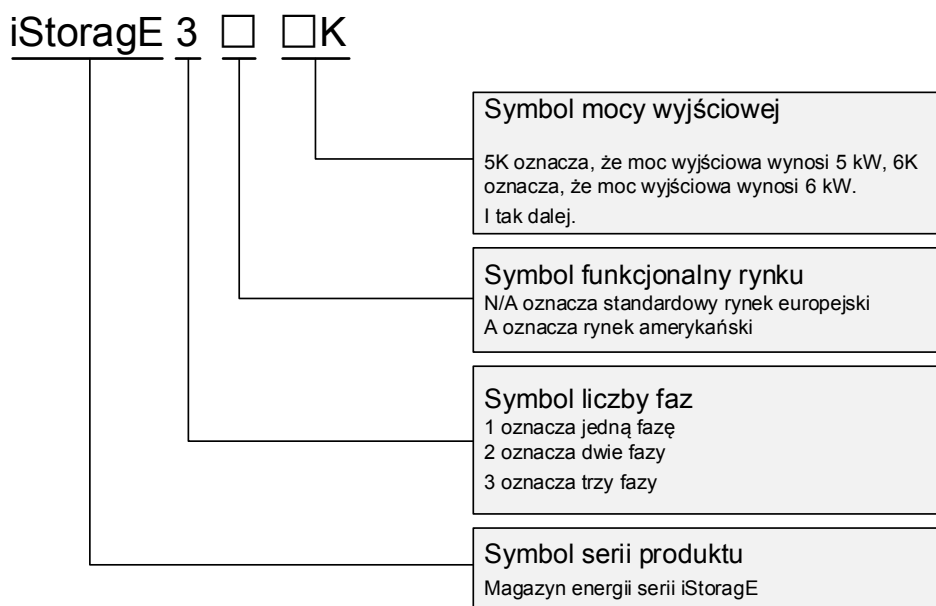 iStoragE 3 □ □K
Symbol mocy wyjściowej
5K oznacza, że moc wyjściowa wynosi 5 kW, 6K
oznacza, że moc wyjściowa wynosi 6 kW.
I tak dalej.
Symbol funkcjonalny rynku
N/A oznacza standardowy rynek europejski
A oznacza rynek amerykański
Symbol liczby faz
1 oznacza jedną fazę
2 oznacza dwie fazy
3 oznacza trzy fazy
Symbol serii produktu
Magazyn energii serii iStoragE